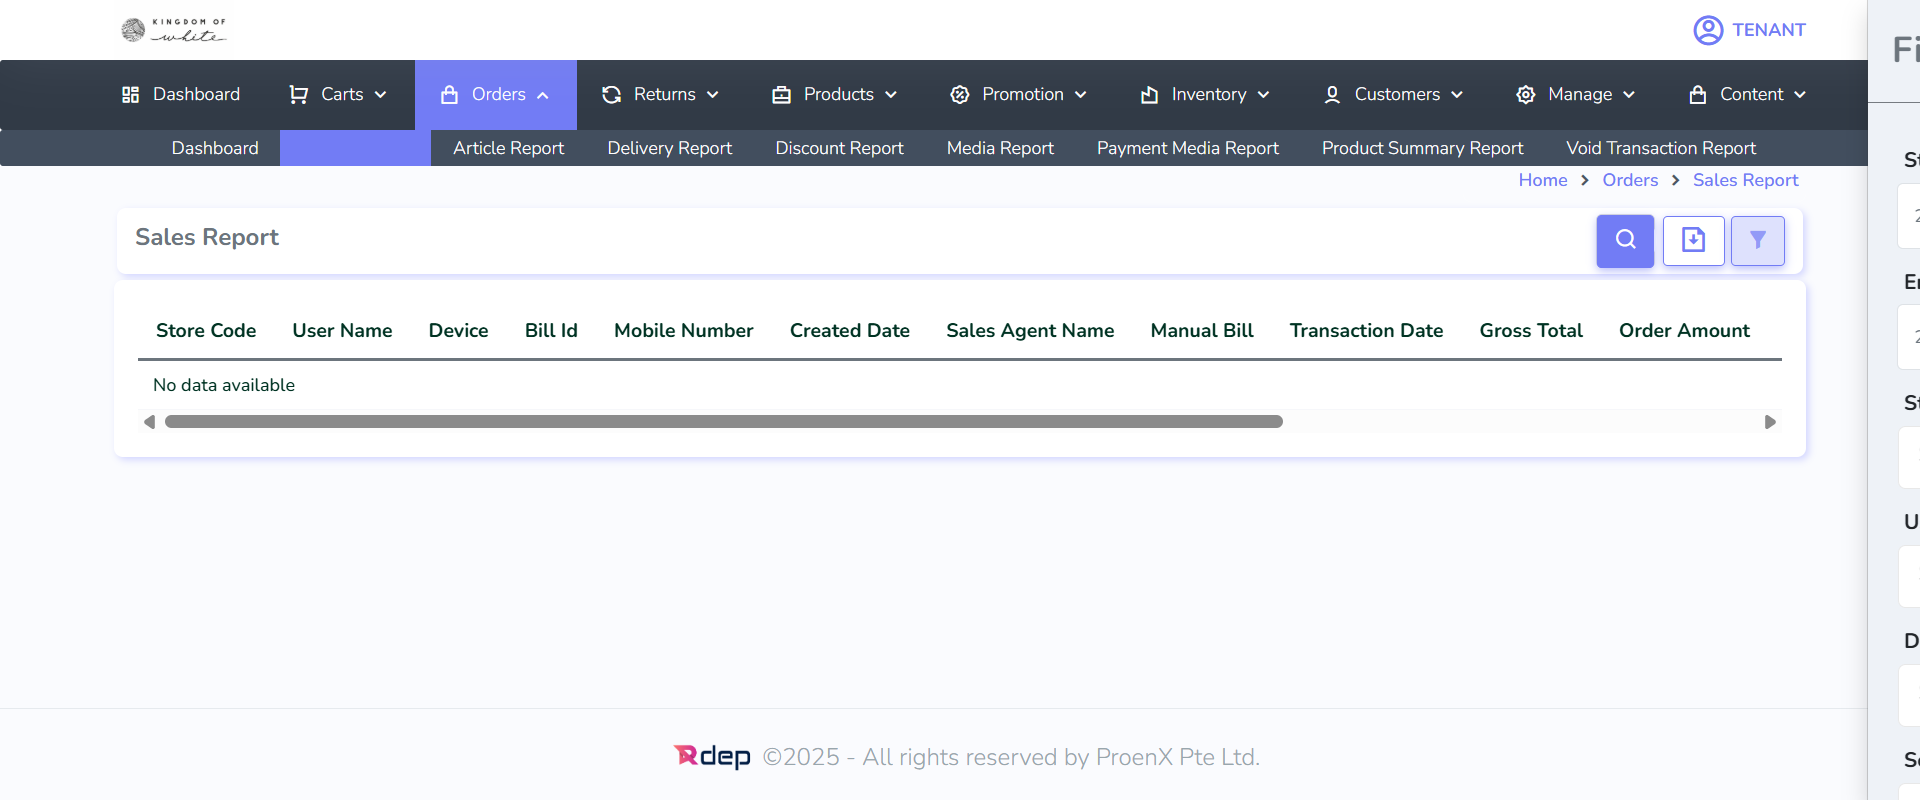 KINGDOM OF
white
TENANT
Dashboard Carts Orders Returns Products Promotion Inventory Customers Manage Content
Dashboard Article Report Delivery Report Discount Report Media Report Payment Media Report Product Summary Report Void Transaction Report
Home > Orders > Sales Report
Sales Report
Store Code User Name Device Bill Id Mobile Number Created Date Sales Agent Name Manual Bill Transaction Date Gross Total Order Amount
No data available
Rdep ©2025 - All rights reserved by ProenX Pte Ltd.